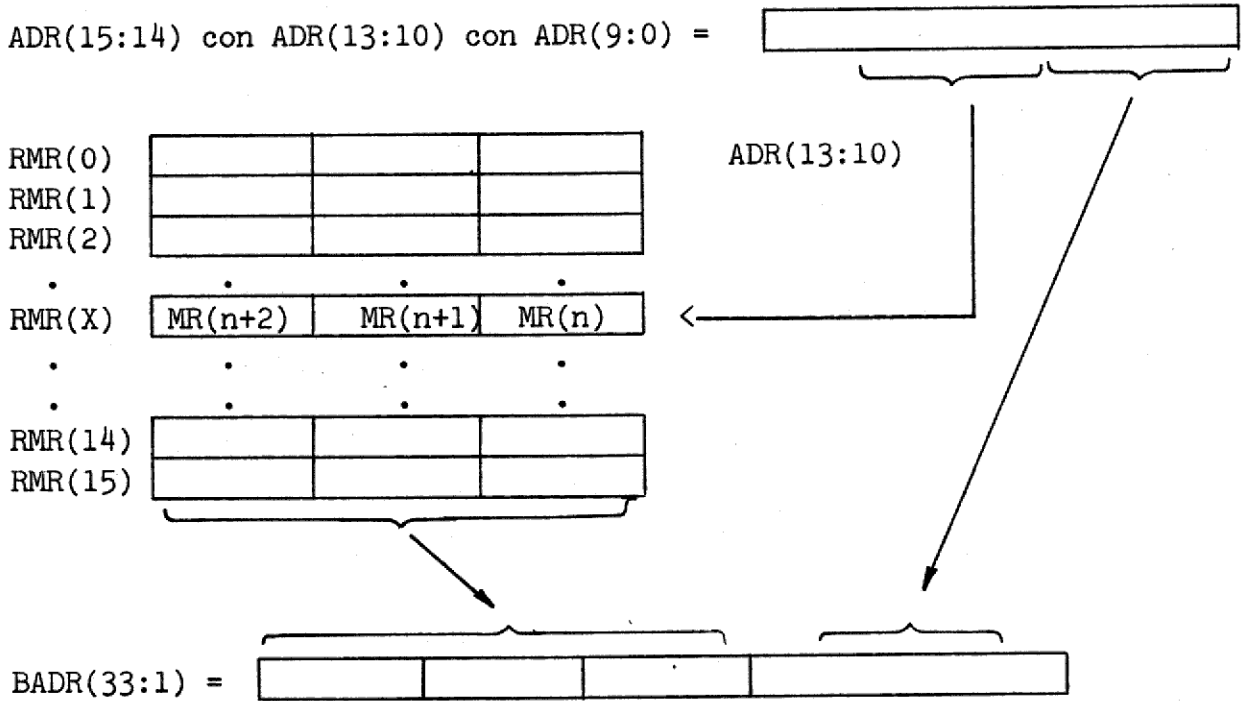 ADR(15:14) con ADR(13:10) con ADR(9:0) =
RMR(0)
ADR(13:10)
RMR(1)
RMR(2)
. . . .
RMR(X) MR(n+2) MR(n+1) MR(n)
. . . .
. . . .
RMR(14)
RMR(15)
BADR(33:1) =